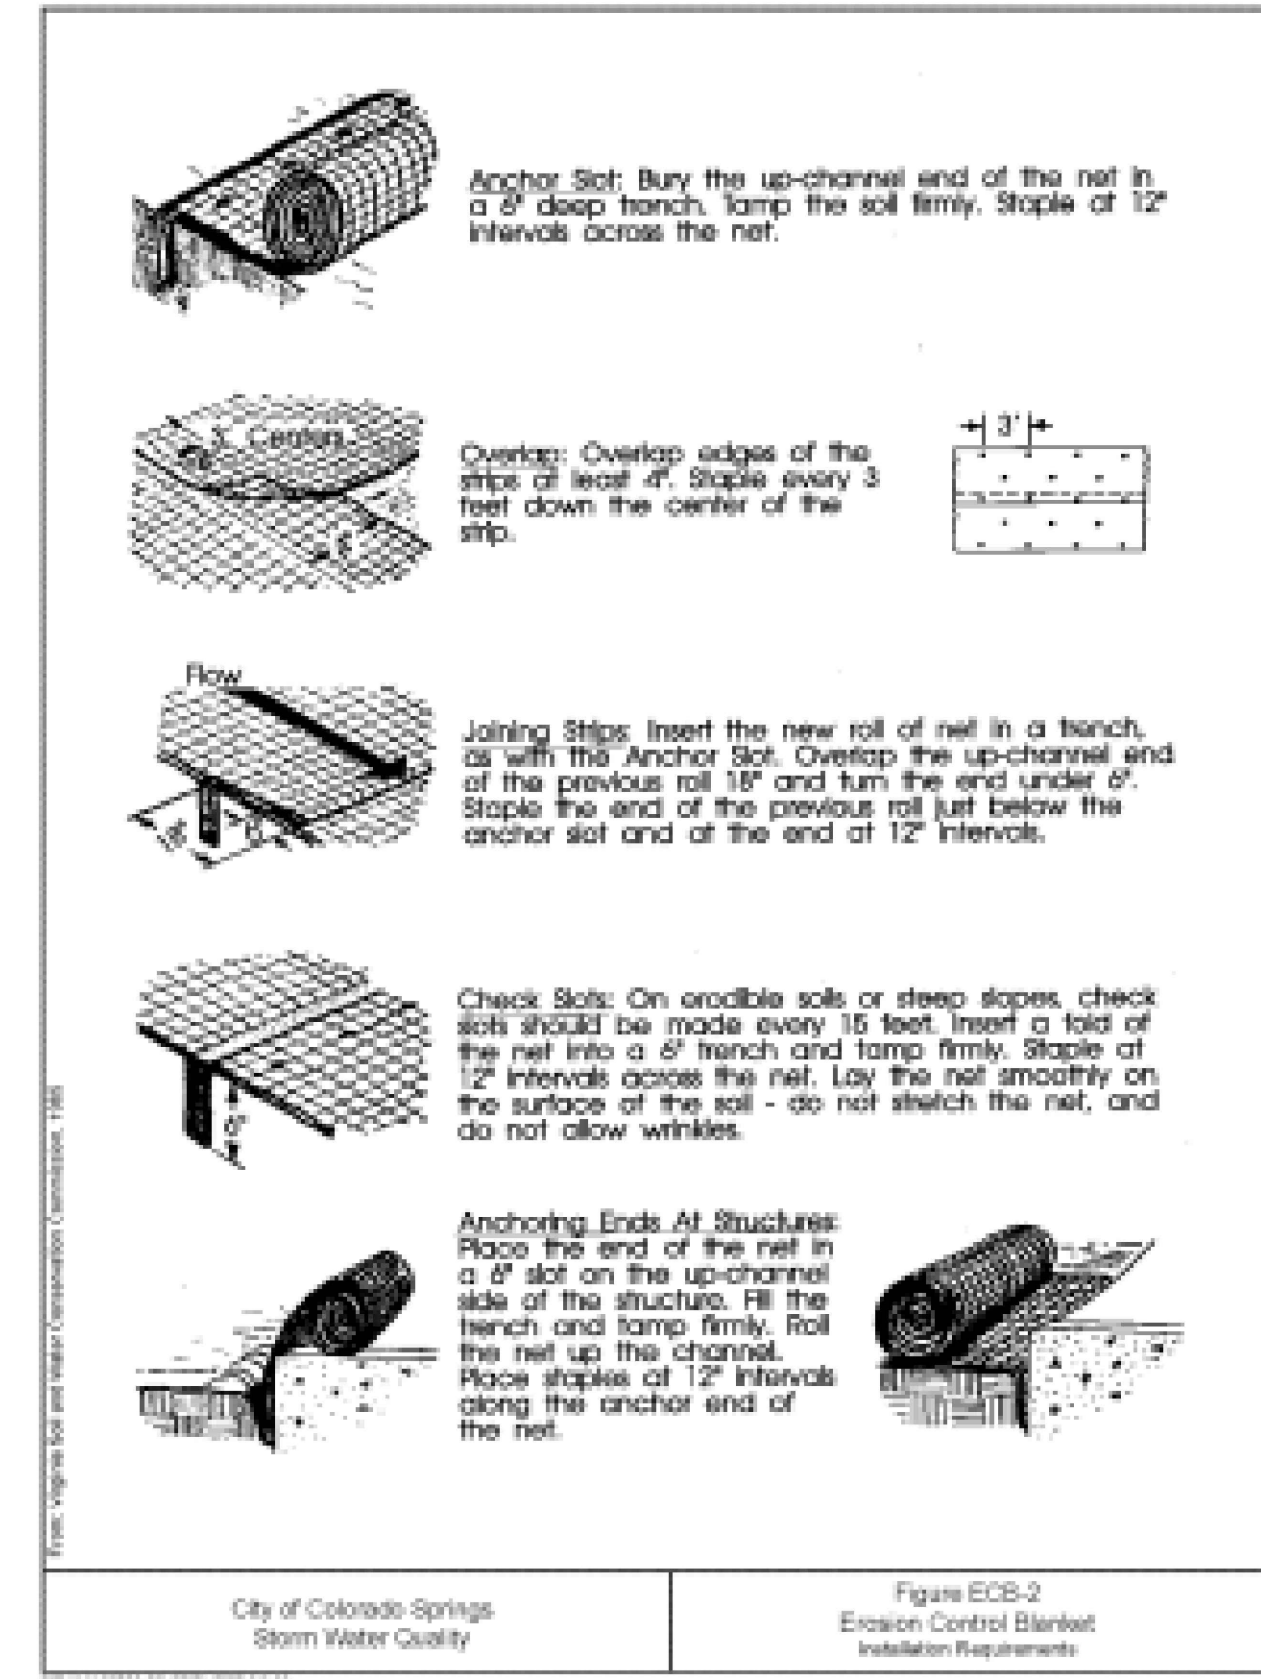 Anchor Slot: Bury the up-channel end of the net in
a 6" deep trench. Tamp the soil firmly. Staple at 12"
intervals across the net.
3' Centers
Overlap: Overlap edges of the
strips at least 4". Staple every 3
feet down the center of the
strip.
3'
Flow
Joining Strips: Insert the new roll of net in a trench,
as with the Anchor Slot. Overlap the up-channel end
of the previous roll 18" and turn the end under 6".
Staple the end of the previous roll just below the
anchor slot and at the end at 12" intervals.
18"
Check Slots: On erodible soils or steep slopes, check
slots should be made every 15 feet. Insert a fold of
the net into a 6" trench and tamp firmly. Staple at
12" intervals across the net. Lay the net smoothly on
the surface of the soil - do not stretch the net, and
do not allow wrinkles.
6"
Anchoring Ends At Structures:
Place the end of the net in
a 6" slot on the up-channel
side of the structure. Fill the
trench and tamp firmly. Roll
the net up the channel.
Place staples at 12" intervals
along the anchor end of
the net.
From: Virginia Soil and Water Conservation Commission,
City of Colorado Springs
Storm Water Quality
Figure ECB-2
Erosion Control Blanket
Installation Requirements